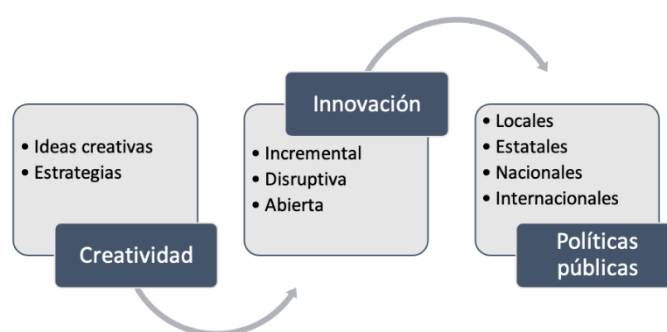 • Ideas creativas
• Estrategias
Creatividad
Innovación
• Incremental
• Disruptiva
• Abierta
• Locales
• Estatales
• Nacionales
• Internacionales
Políticas
públicas